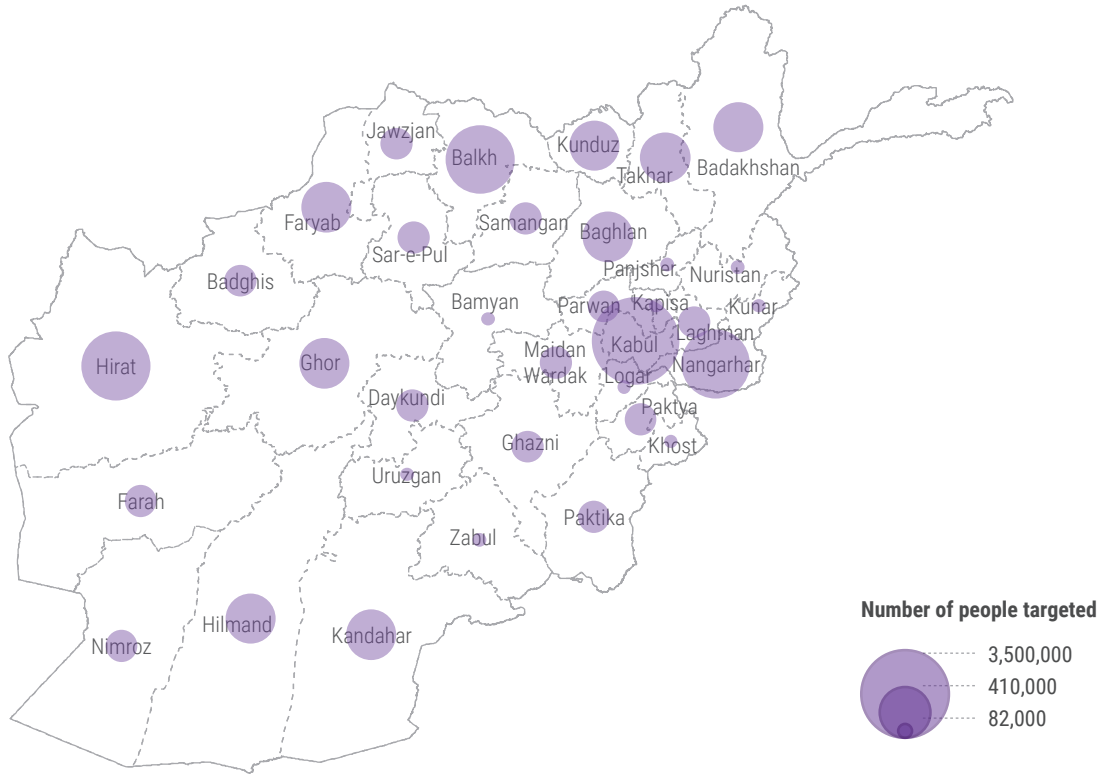 Jawzjan
Balkh
Kunduz
Takhar
Badakhshan
Faryab
Samangan
Baghlan
Sar-e-Pul
Badghis
Panjsher
Nuristan
Bamyan
Parwan
Kapisa
Kunar
Laghman
Kabul
Maidan
Wardak
Hirat
Ghor
Nangarhar
Logar
Daykundi
Paktya
Khost
Ghazni
Uruzgan
Farah
Paktika
Zabul
Hilmand
Kandahar
Nimroz
Number of people targeted
3,500,000
410,000
82,000